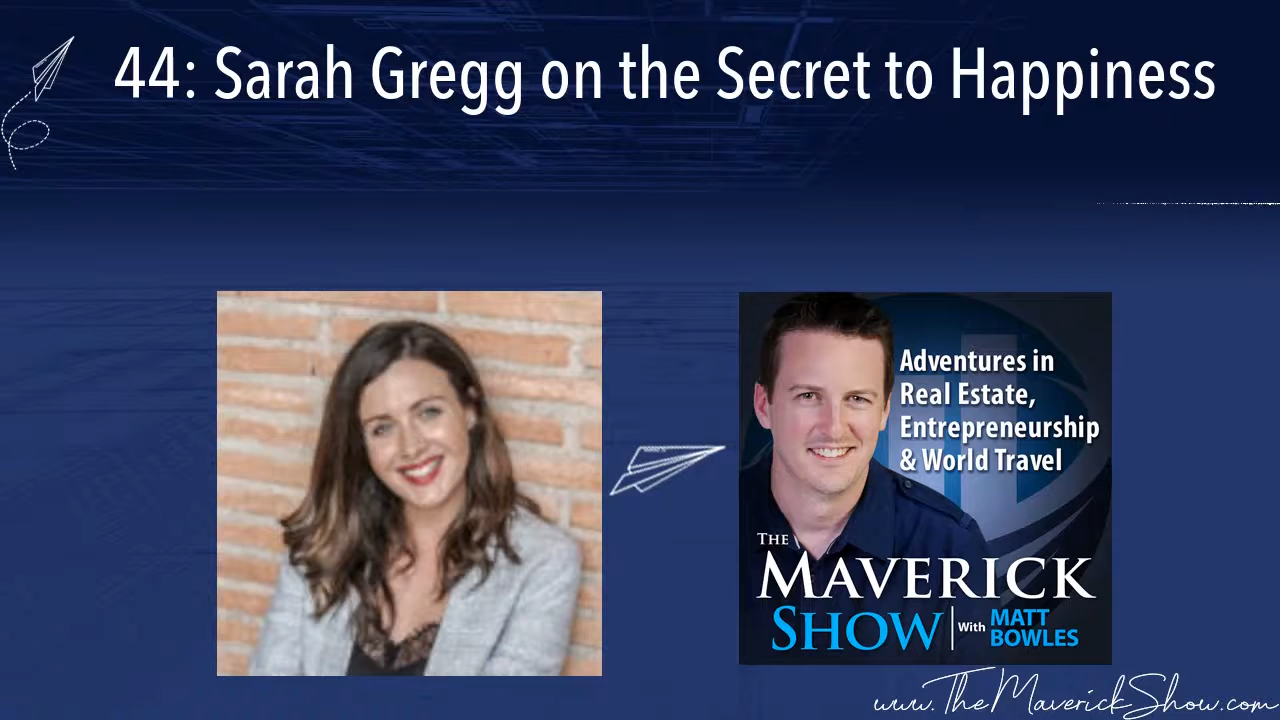 44: Sarah Gregg on the Secret to Happiness
Adventures in
Real Estate,
Entrepreneurship
& World Travel
THE
MAVERICK
SHOW With MATT
BOWLES
www.TheMaverickShow.com